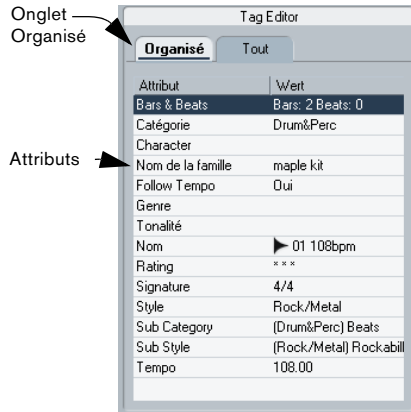 Onglet
Organisé
Tag Editor
Organisé Tout
Attribut Wert
Bars & Beats Bars: 2 Beats: 0
Catégorie Drum&Perc
Character
Attributs
Nom de la famille maple kit
Follow Tempo Oui
Genre
Tonalité
Nom 01 108bpm
Rating * * *
Signature 4/4
Style Rock/Metal
Sub Category (Drum&Perc) Beats
Sub Style (Rock/Metal) Rockabill
Tempo 108.00